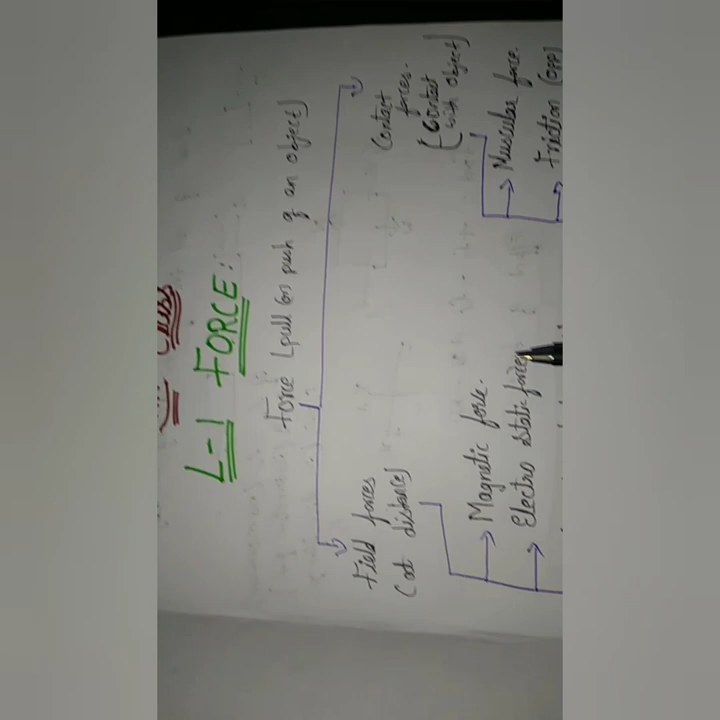 L-1 FORCE:
Force (pull (or) push of an object)
Field forces
(at distance)
→ Magnetic force.
→ Electro static forces
Contact
forces.
(Contact
with object)
→ Muscular force.
→ Friction (opp